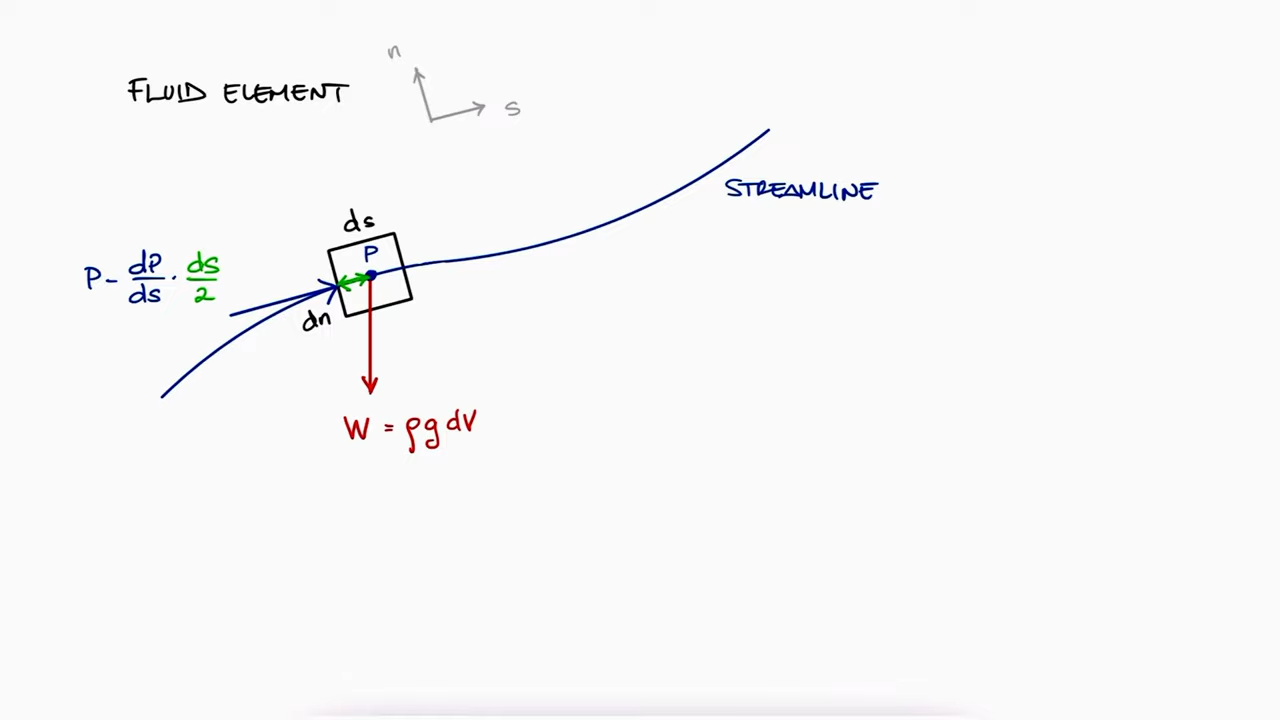 n
FLUID ELEMENT
s
STREAMLINE
ds
P
P - dP/ds · ds/2
dn
W = ρg dV